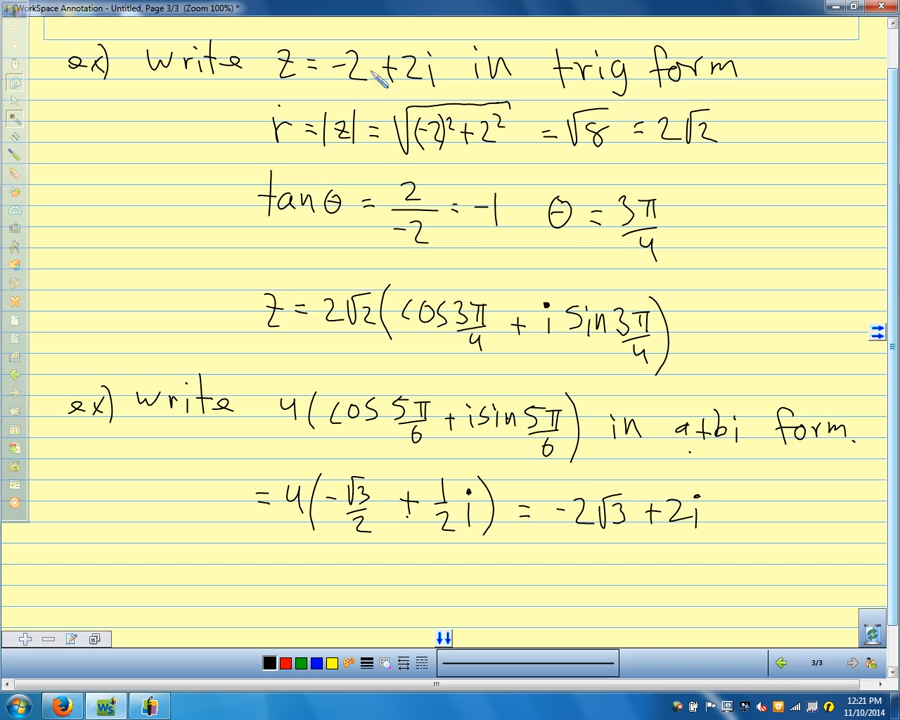 WorkSpace Annotation - Untitled, Page 3/3 (Zoom 100%) *
ex) Write z = -2 + 2i in trig form
r = |z| = √((-2)² + 2²) = √8 = 2√2
tan θ = 2/-2 = -1 θ = 3π/4
z = 2√2 (cos 3π/4 + i sin 3π/4)
ex) Write 4 (cos 5π/6 + i sin 5π/6) in a+bi form.
= 4 (-√3/2 + 1/2 i) = -2√3 + 2i
3/3
12:21 PM
11/10/2014